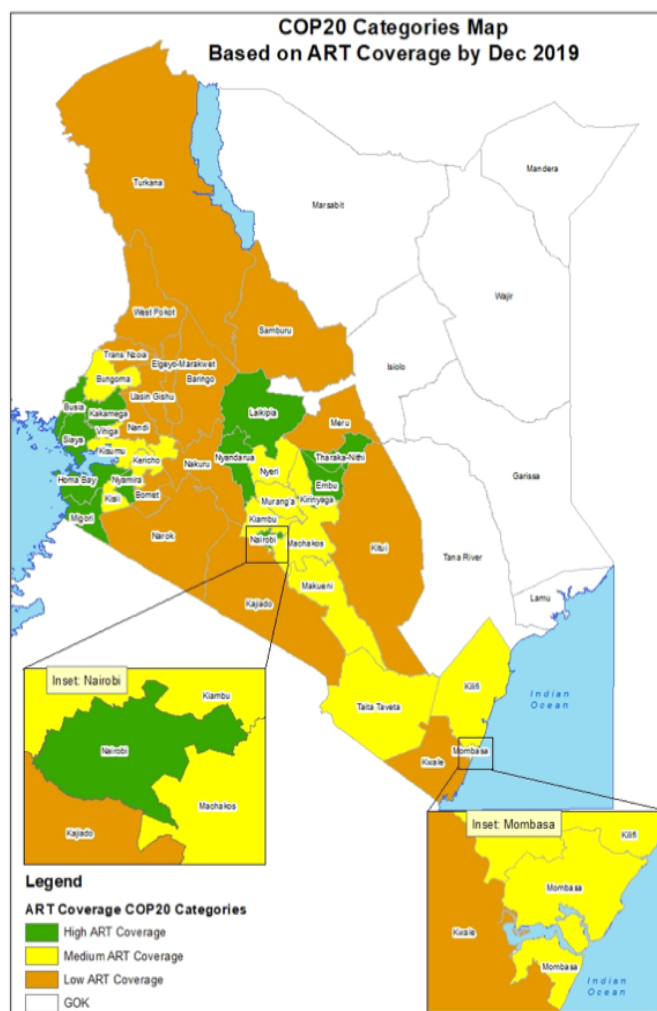 COP20 Categories Map
Based on ART Coverage by Dec 2019
Turkana
Marsabit
Mandera
Wajir
West Pokot
Samburu
Isiolo
Trans Nzoia
Elgeyo-Marakwet
Bungoma
Baringo
Uasin Gishu
Busia
Kakamega
Laikipia
Meru
Siaya
Vihiga
Nandi
Kisumu
Kericho
Nyandarua
Tharaka-Nithi
Nakuru
Nyeri
Garissa
Homa Bay
Nyamira
Embu
Kisii
Bomet
Murang'a
Kirinyaga
Migori
Kiambu
Narok
Nairobi
Machakos
Kitui
Tana River
Makueni
Lamu
Kajiado
Kilifi
Taita Taveta
Indian
Ocean
Kwale
Mombasa
Inset: Nairobi
Kiambu
Nairobi
Machakos
Kajiado
Inset: Mombasa
Kilifi
Mombasa
Kwale
Mombasa
Indian
Ocean
Legend
ART Coverage COP20 Categories
High ART Coverage
Medium ART Coverage
Low ART Coverage
GOK